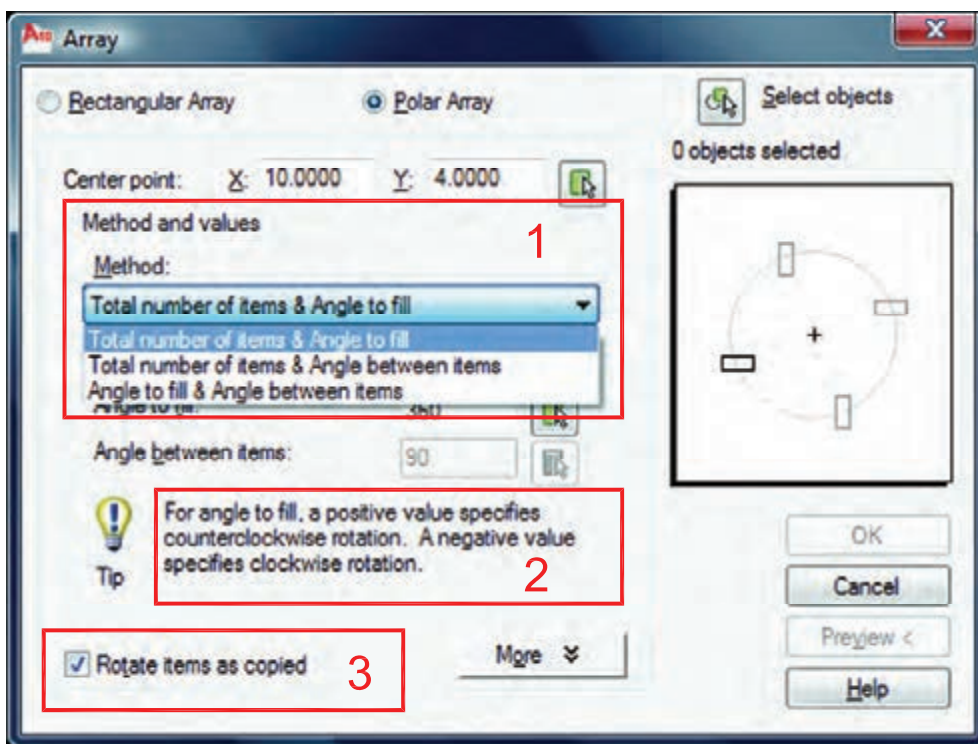 Array
Rectangular Array
Polar Array
Select objects
0 objects selected
Center point: X: 10.0000 Y: 4.0000
Method and values
1
Method:
Total number of items & Angle to fill
Total number of items & Angle to fill
Total number of items & Angle between items
Angle to fill & Angle between items
Angle to fill: 360
Angle between items: 90
For angle to fill, a positive value specifies
counterclockwise rotation. A negative value
specifies clockwise rotation.
Tip
2
Rotate items as copied
3
More
OK
Cancel
Preview <
Help